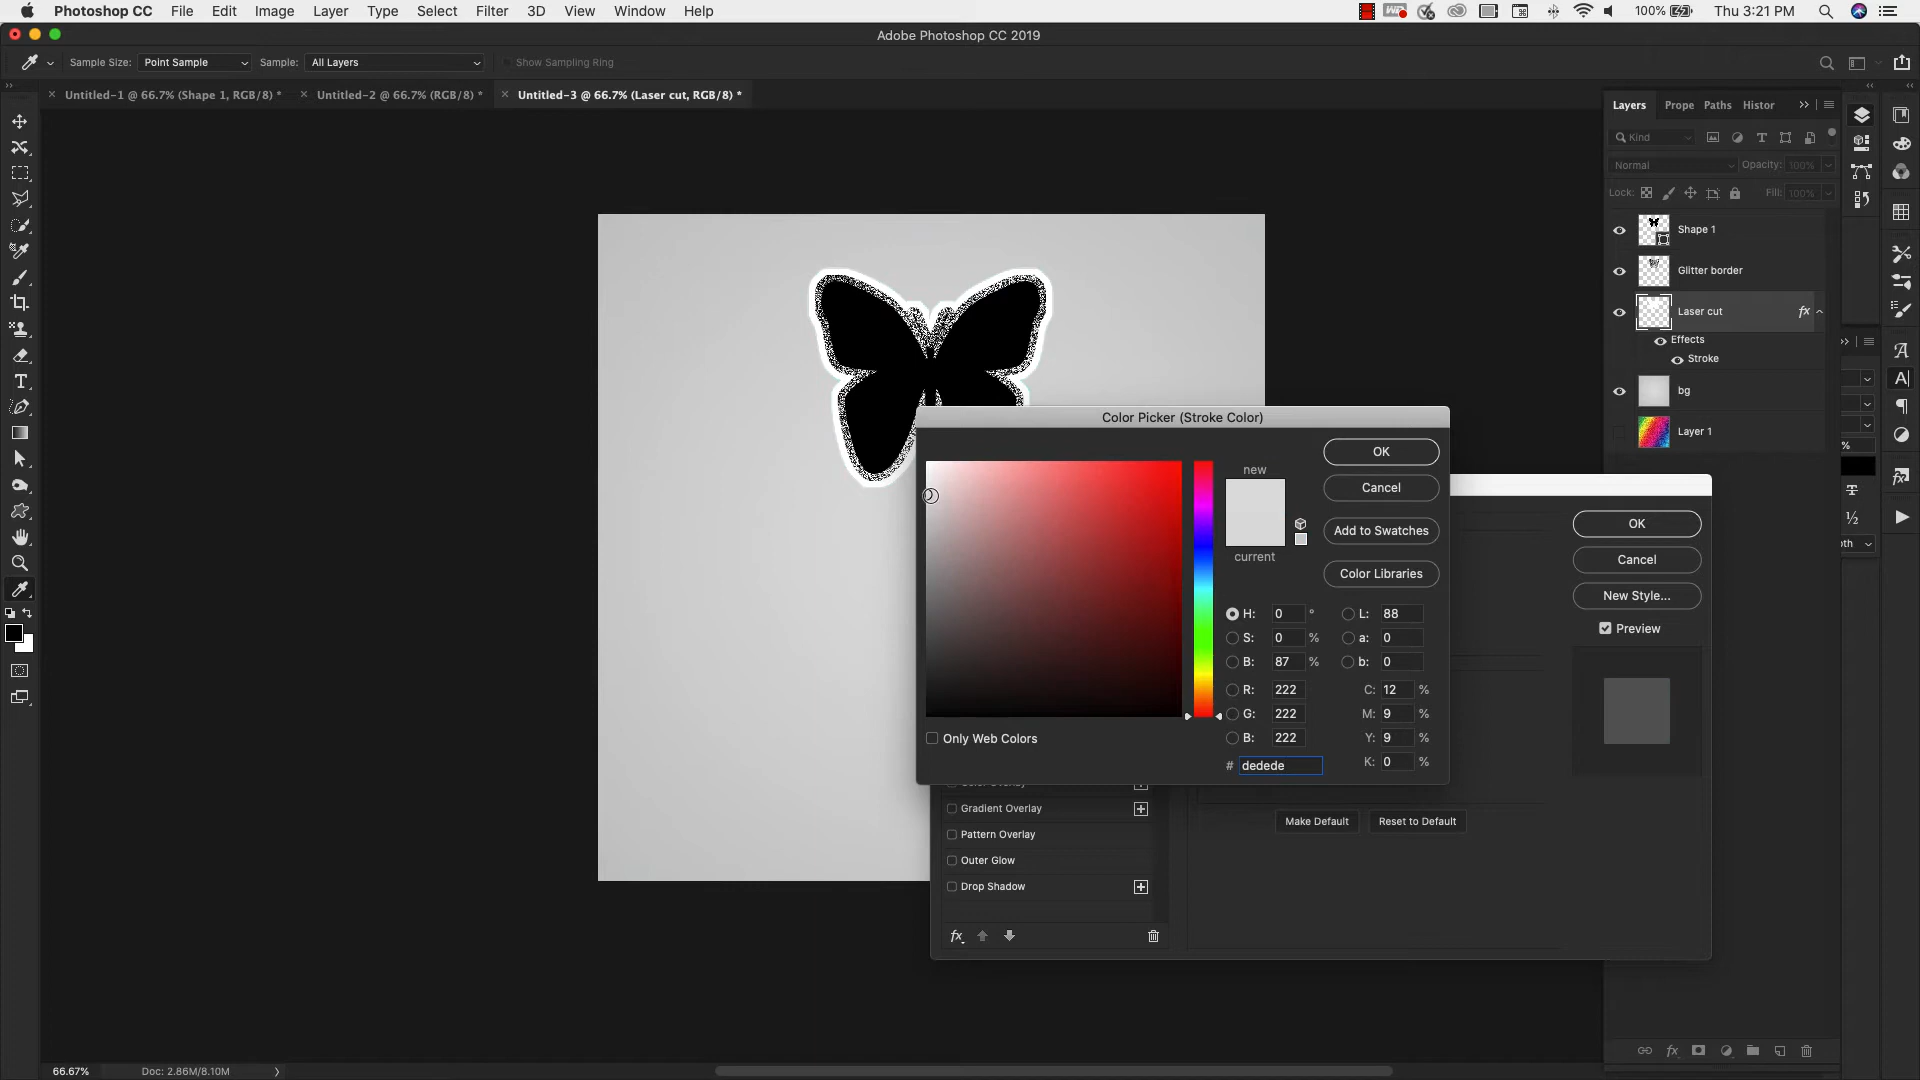 Photoshop CC File Edit Image Layer Type Select Filter 3D View Window Help 100% Thu 3:21 PM
Adobe Photoshop CC 2019
Sample Size: Point Sample Sample: All Layers Show Sampling Ring
Untitled-1 @ 66.7% (Shape 1, RGB/8) * Untitled-2 @ 66.7% (RGB/8) * Untitled-3 @ 66.7% (Laser cut, RGB/8) *
Layers Prope Paths Histor
Kind
Normal Opacity: 100%
Lock: Fill: 100%
Shape 1
Glitter border
Laser cut fx
Effects
Stroke
bg
Layer 1
Color Picker (Stroke Color)
new
current
OK
Cancel
Add to Swatches
Color Libraries
H: 0 ° L: 88
S: 0 % a: 0
B: 87 % b: 0
R: 222 C: 12 %
G: 222 M: 9 %
B: 222 Y: 9 %
# dedede K: 0 %
Only Web Colors
OK
Cancel
New Style...
Preview
Gradient Overlay
Pattern Overlay
Outer Glow
Drop Shadow
fx
Make Default Reset to Default
66.67% Doc: 2.86M/8.10M